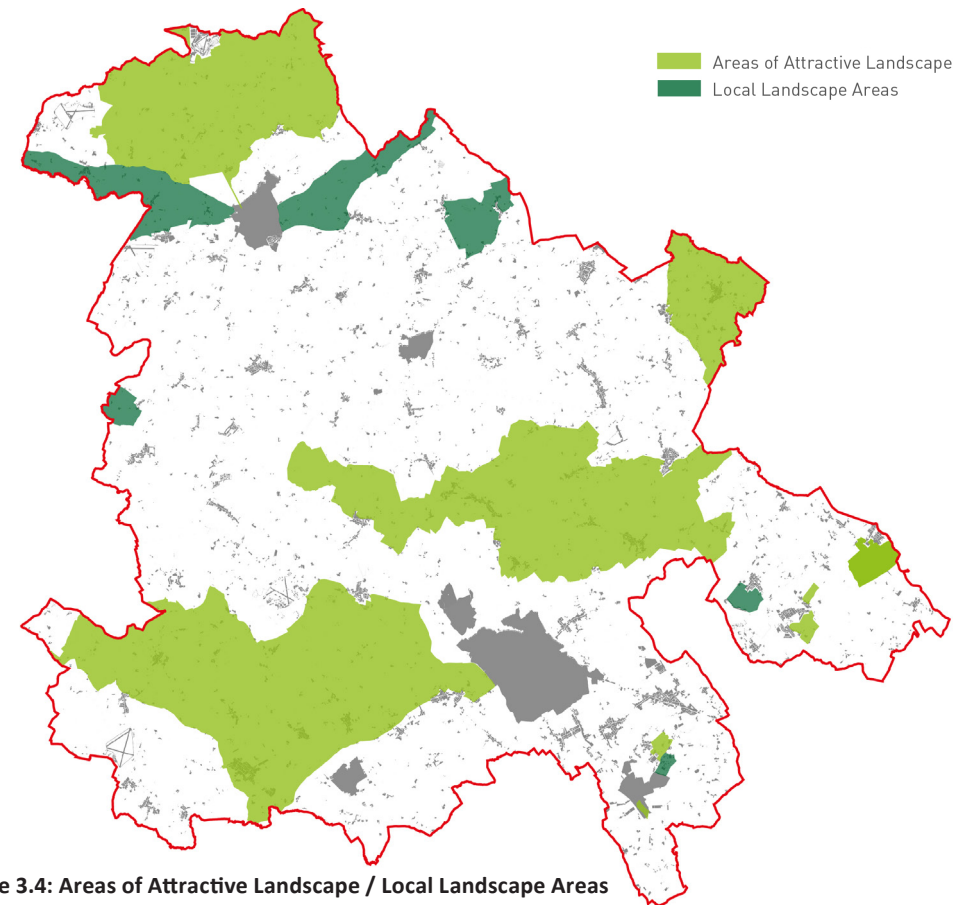 Areas of Attractive Landscape
Local Landscape Areas
e 3.4: Areas of Attractive Landscape / Local Landscape Areas